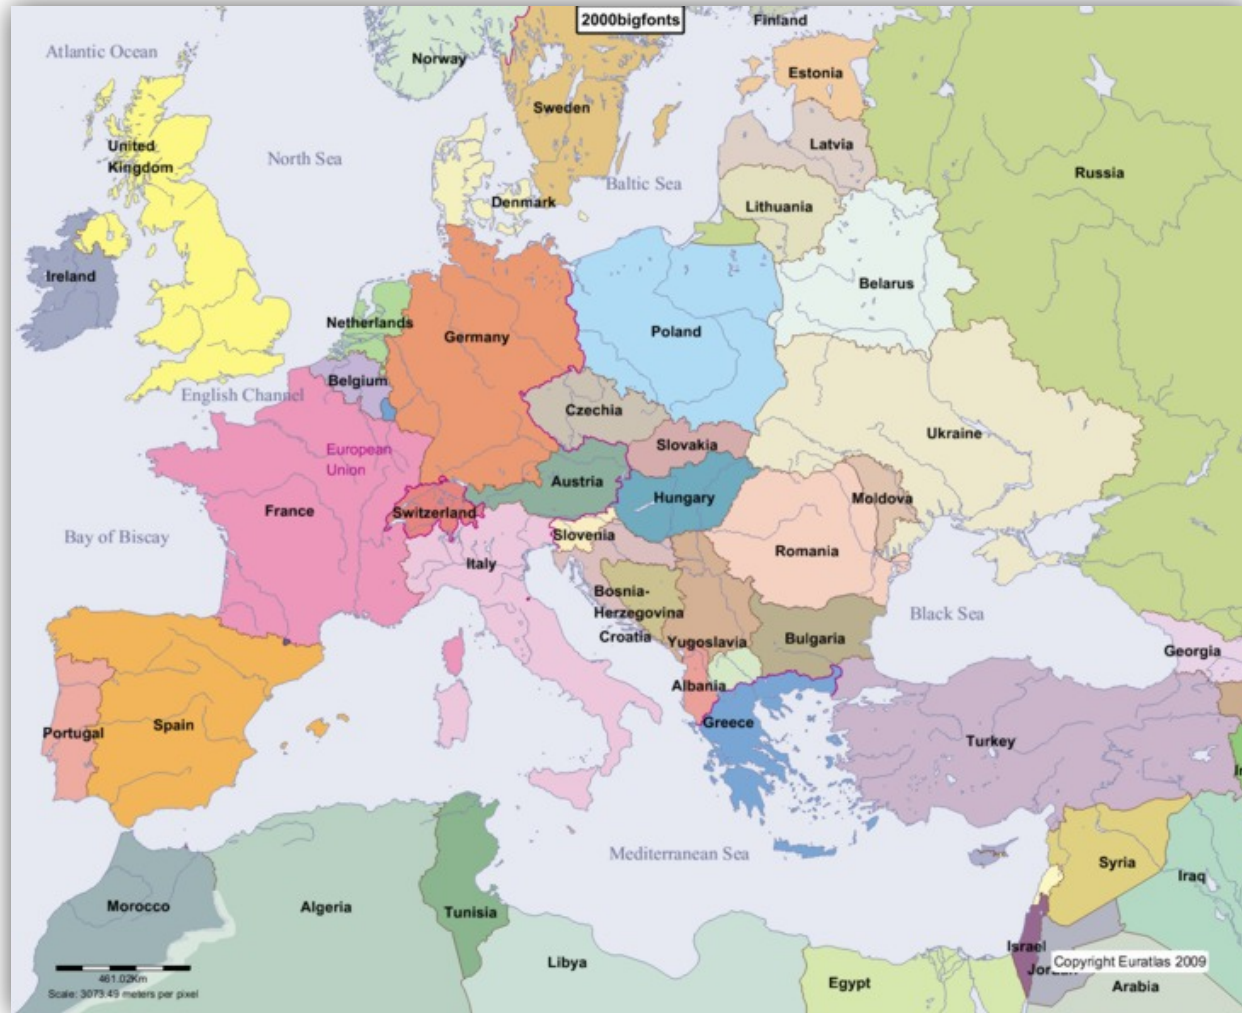 2000bigfonts
Finland
Atlantic Ocean
Norway
Estonia
Sweden
United
Kingdom
North Sea
Latvia
Russia
Baltic Sea
Denmark
Lithuania
Ireland
Belarus
Netherlands
Germany
Poland
Belgium
English Channel
Czechia
European
Union
Slovakia
Ukraine
Austria
Hungary
Moldova
France
Switzerland
Bay of Biscay
Slovenia
Italy
Romania
Bosnia-
Herzegovina
Croatia
Yugoslavia
Bulgaria
Black Sea
Georgia
Albania
Greece
Portugal
Spain
Turkey
Mediterranean Sea
Syria
Iraq
Morocco
Algeria
Tunisia
Israel
Libya
Copyright Euratlas 2009
Egypt
Arabia
461.02Km
Scale: 3073.49 meters per pixel